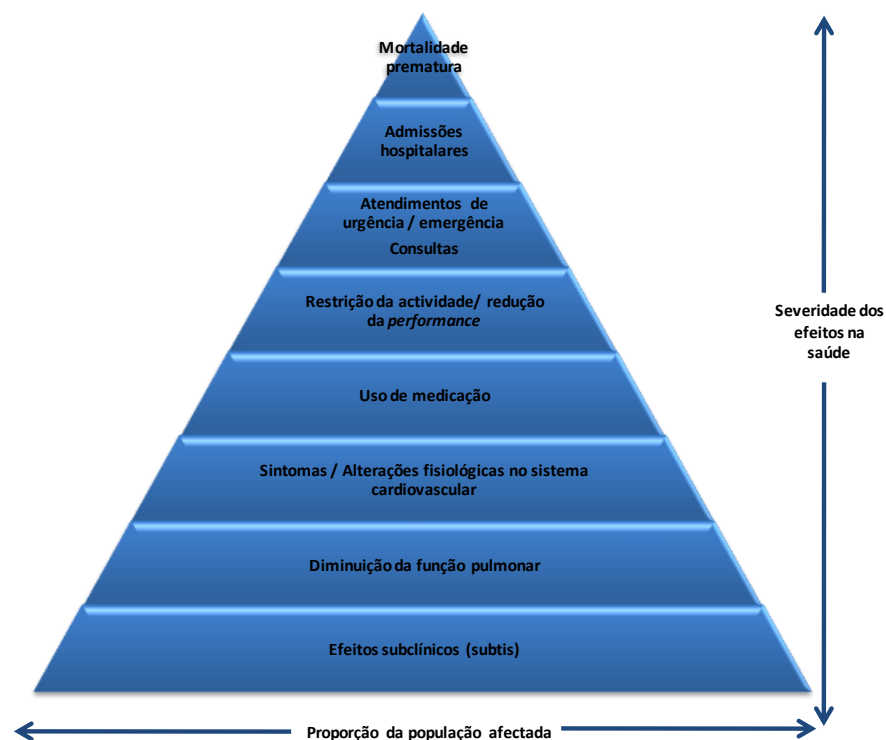 Mortalidade
prematura
Admissões
hospitalares
Atendimentos de
urgência / emergência
Consultas
Restrição da actividade/ redução
da performance
Uso de medicação
Sintomas / Alterações fisiológicas no sistema
cardiovascular
Diminuição da função pulmonar
Efeitos subclínicos (subtis)
Severidade dos
efeitos na
saúde
Proporção da população afectada